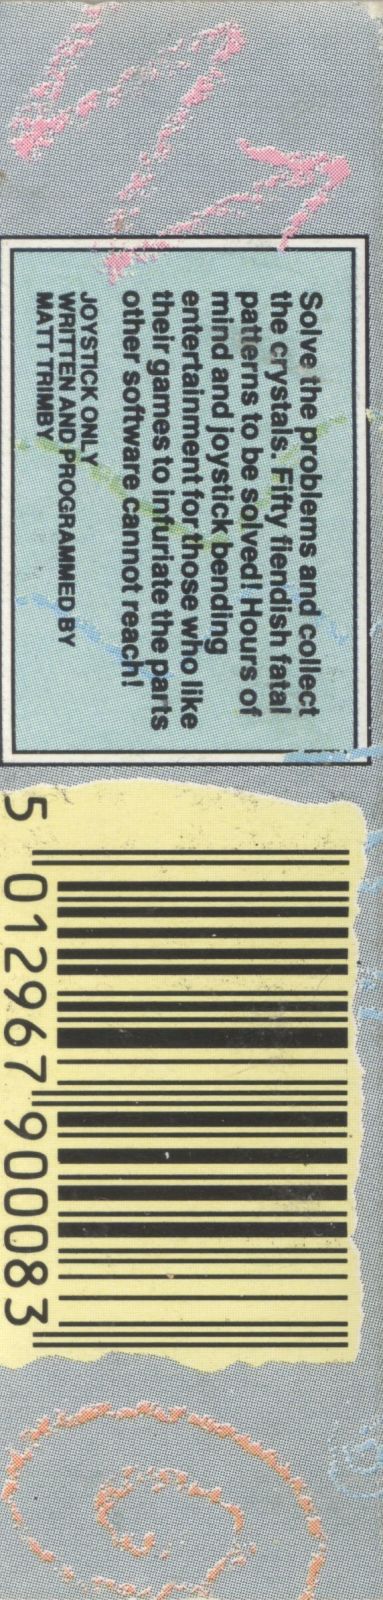 Solve the problems and collect
the crystals. Fifty fiendish fatal
patterns to be solved! Hours of
mind and joystick bending
entertainment for those who like
their games to infuriate the parts
other software cannot reach!
JOYSTICK ONLY
WRITTEN AND PROGRAMMED BY
MATT TRIMBY
5 012967 900083